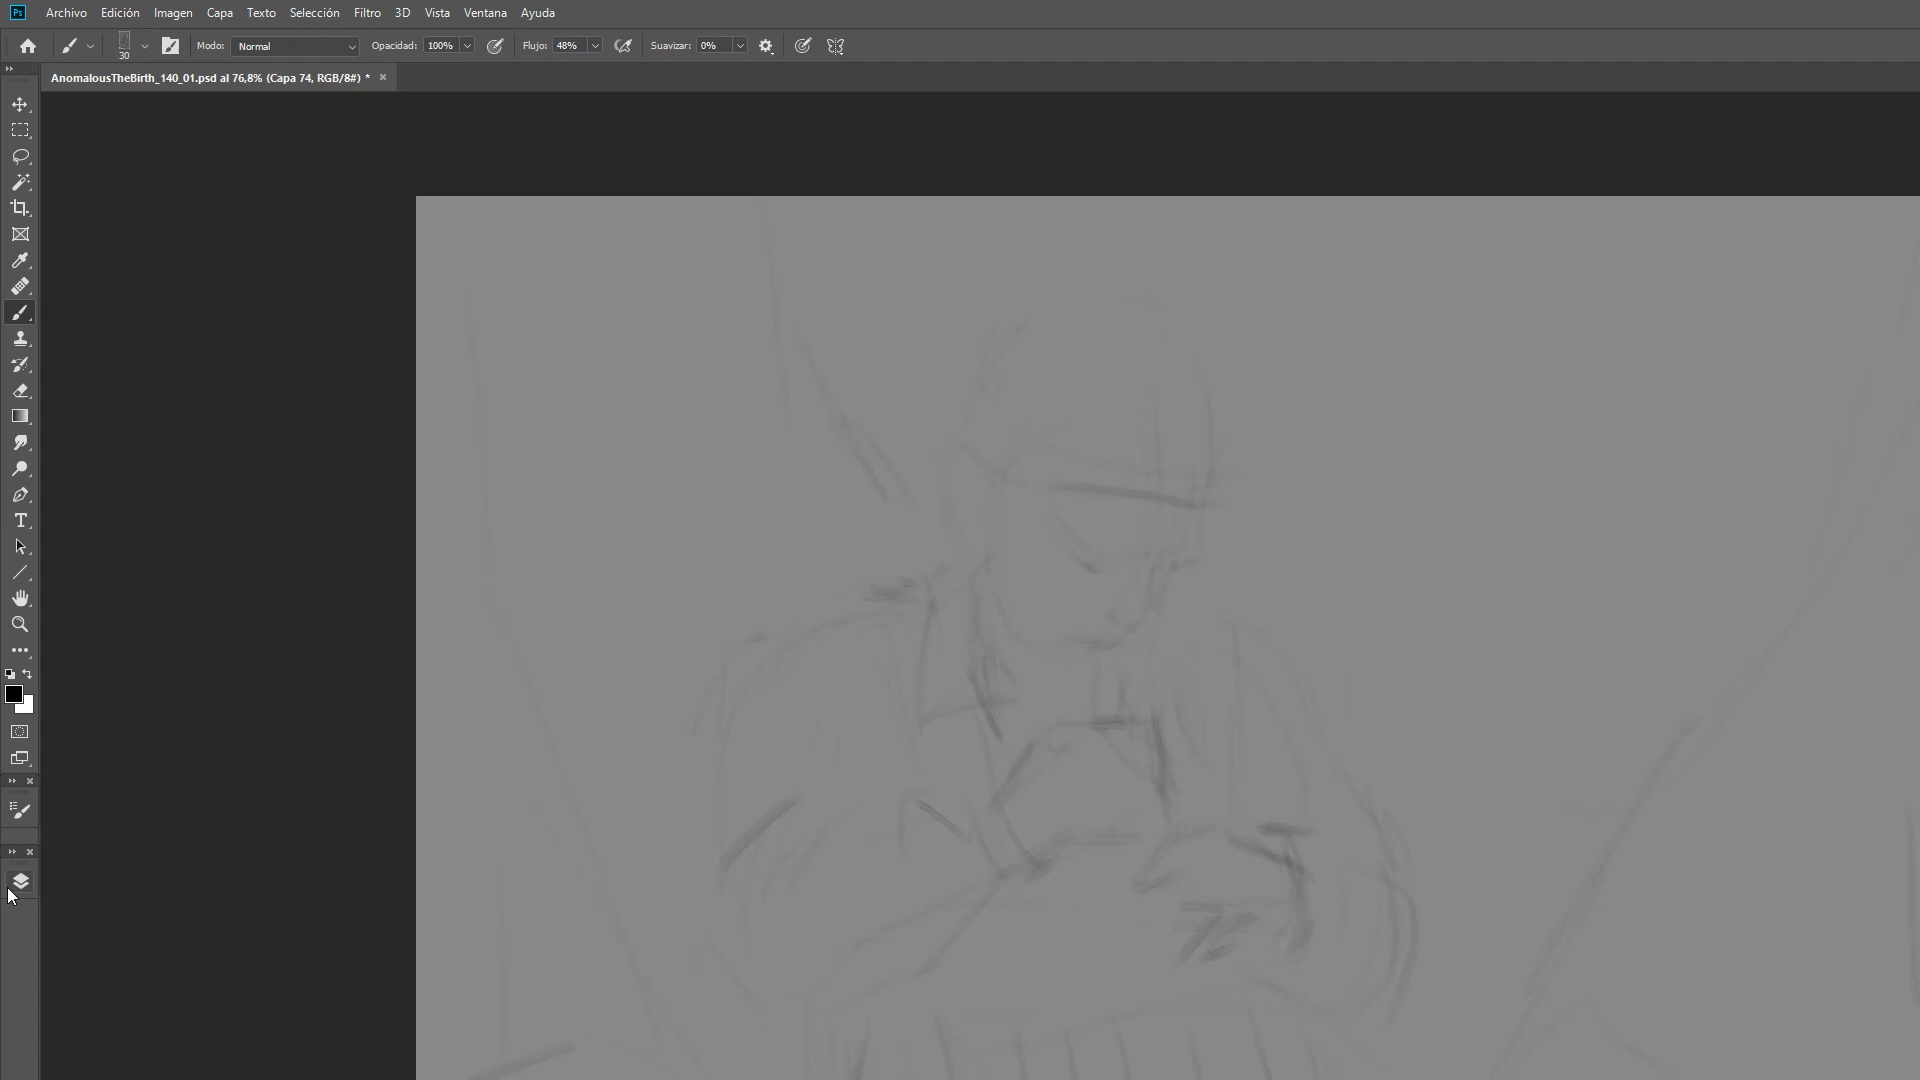 Ps Archivo Edición Imagen Capa Texto Selección Filtro 3D Vista Ventana Ayuda
30 Modo: Normal Opacidad: 100% Flujo: 48% Suavizar: 0%
AnomalousTheBirth_140_01.psd al 76,8% (Capa 74, RGB/8#) *